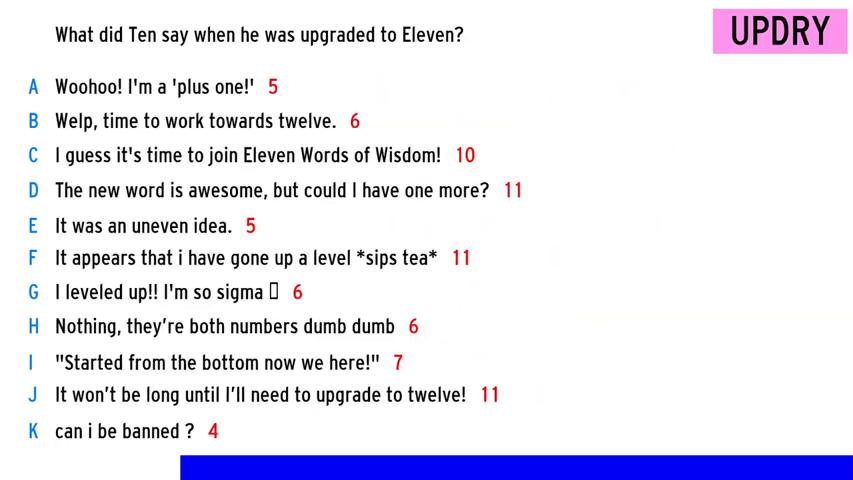 What did Ten say when he was upgraded to Eleven?
UPDRY
A Woohoo! I'm a 'plus one!' 5
B Welp, time to work towards twelve. 6
C I guess it's time to join Eleven Words of Wisdom! 10
D The new word is awesome, but could I have one more? 11
E It was an uneven idea. 5
F It appears that i have gone up a level *sips tea* 11
G I leveled up!! I'm so sigma 6
H Nothing, they’re both numbers dumb dumb 6
I "Started from the bottom now we here!" 7
J It won’t be long until I’ll need to upgrade to twelve! 11
K can i be banned ? 4